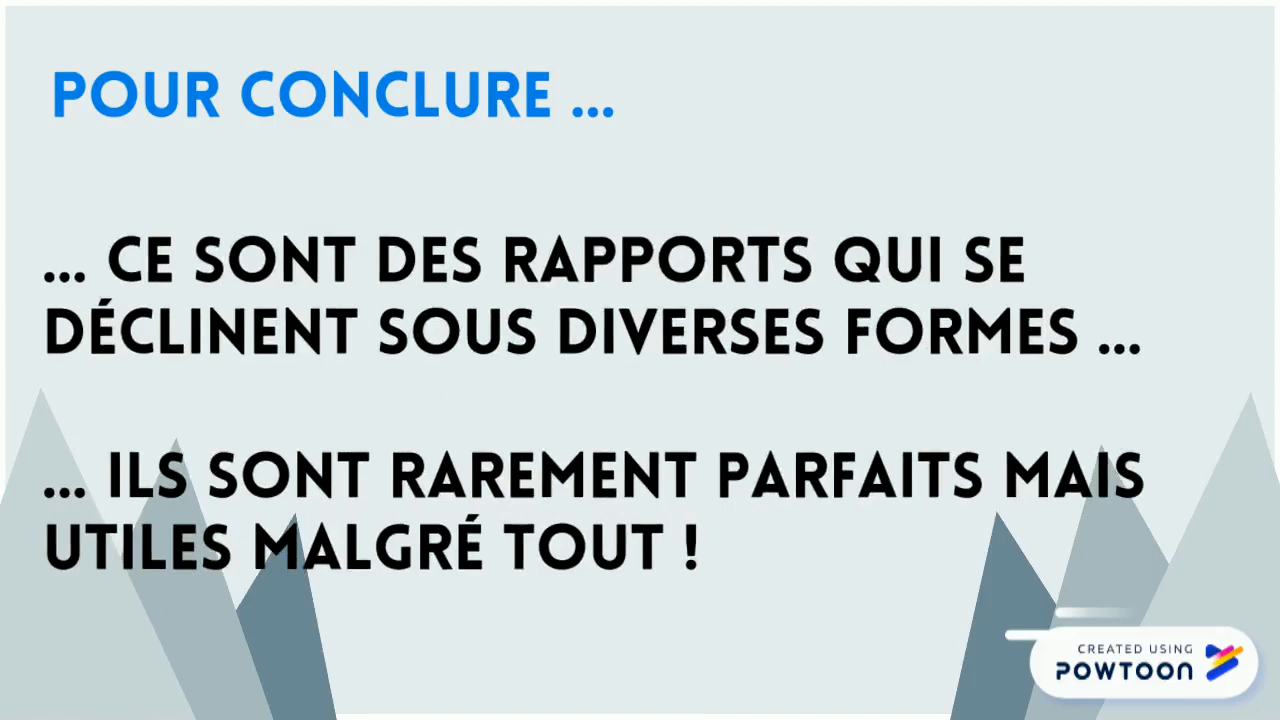 POUR CONCLURE ...
... CE SONT DES RAPPORTS QUI SE
DÉCLINENT SOUS DIVERSES FORMES ...
... ILS SONT RAREMENT PARFAITS MAIS
UTILES MALGRÉ TOUT !
CREATED USING
POWTOON